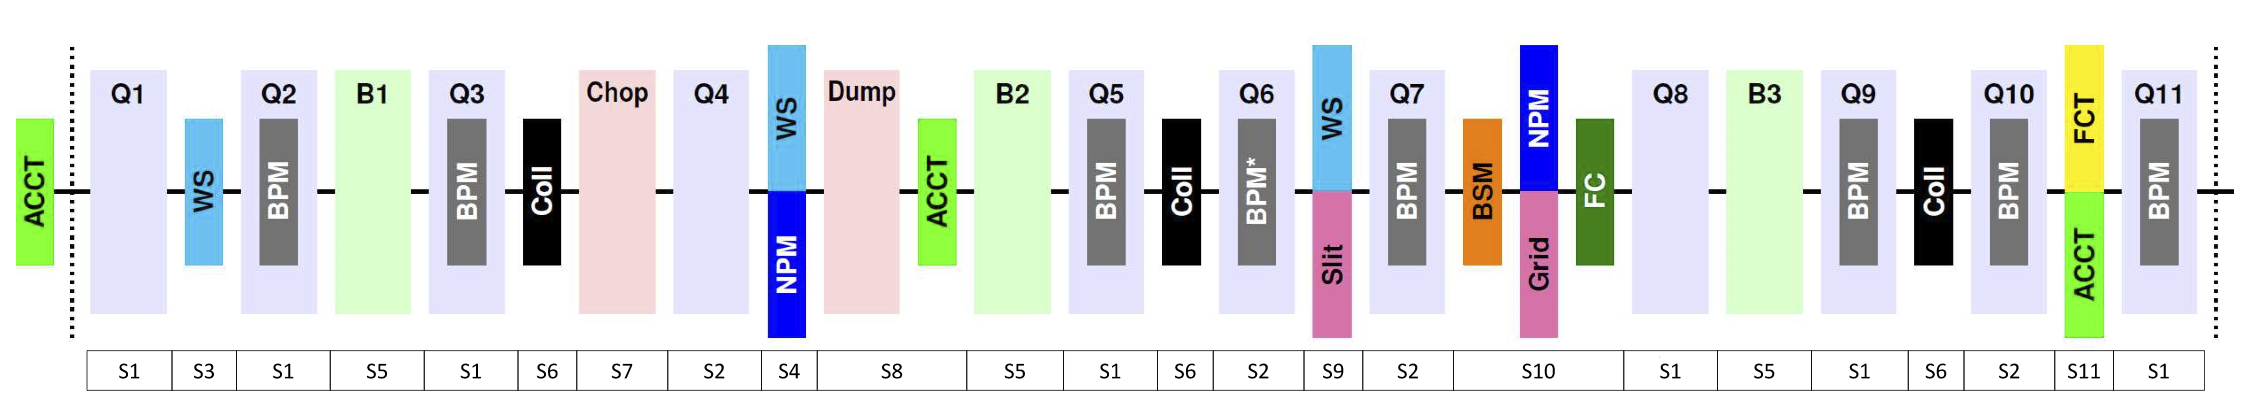 ACCT
Q1
WS
Q2
BPM
B1
Q3
BPM
Coll
Chop
Q4
WS
NPM
Dump
ACCT
B2
Q5
BPM
Coll
Q6
BPM*
WS
Slit
Q7
BPM
BSM
NPM
Grid
FC
Q8
B3
Q9
BPM
Coll
Q10
BPM
FCT
ACCT
Q11
BPM
S1 S3 S1 S5 S1 S6 S7 S2 S4 S8 S5 S1 S6 S2 S9 S2 S10 S1 S5 S1 S6 S2 S11 S1